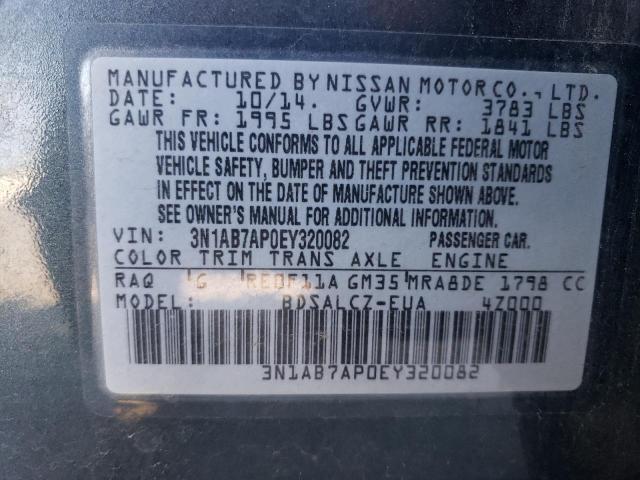 MANUFACTURED BY NISSAN MOTOR CO., LTD.
DATE: 10/14. GVWR: 3783 LBS
GAWR FR: 1995 LBS GAWR RR: 1841 LBS
THIS VEHICLE CONFORMS TO ALL APPLICABLE FEDERAL MOTOR
VEHICLE SAFETY, BUMPER AND THEFT PREVENTION STANDARDS
IN EFFECT ON THE DATE OF MANUFACTURE SHOWN ABOVE.
SEE OWNER'S MANUAL FOR ADDITIONAL INFORMATION.
VIN: 3N1AB7AP0EY320082 PASSENGER CAR.
COLOR TRIM TRANS AXLE ENGINE
RAQ G RE0F11A GM35 MRA8DE 1798 CC
MODEL: BDSALCZ-EUA 4Z000
3N1AB7AP0EY320082